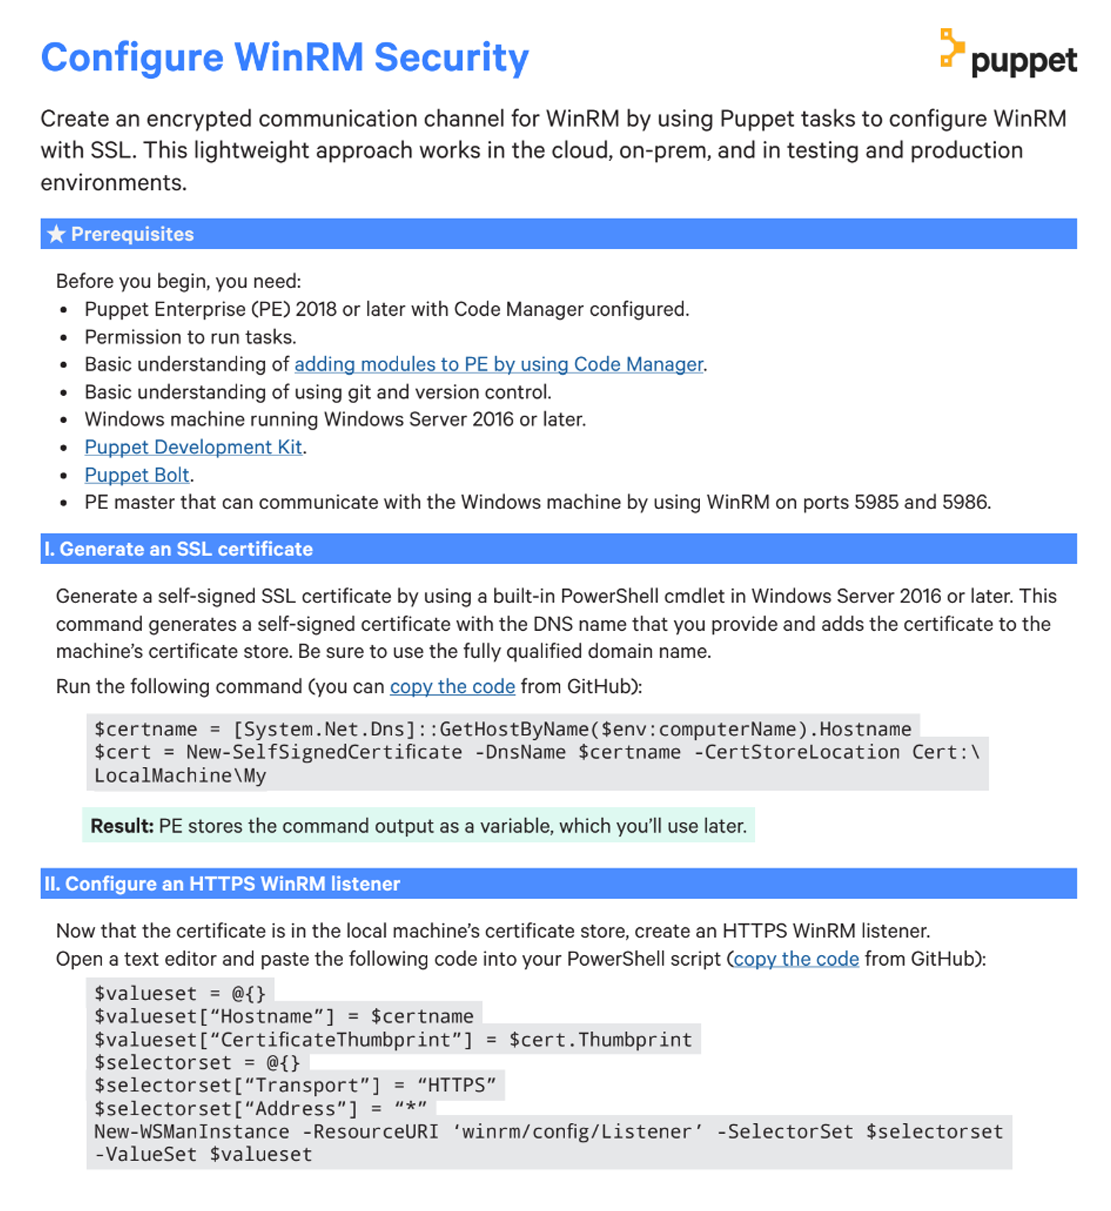 Configure WinRM Security
puppet
Create an encrypted communication channel for WinRM by using Puppet tasks to configure WinRM
with SSL. This lightweight approach works in the cloud, on-prem, and in testing and production
environments.
★ Prerequisites
Before you begin, you need:
• Puppet Enterprise (PE) 2018 or later with Code Manager configured.
• Permission to run tasks.
• Basic understanding of adding modules to PE by using Code Manager.
• Basic understanding of using git and version control.
• Windows machine running Windows Server 2016 or later.
• Puppet Development Kit.
• Puppet Bolt.
• PE master that can communicate with the Windows machine by using WinRM on ports 5985 and 5986.
I. Generate an SSL certificate
Generate a self-signed SSL certificate by using a built-in PowerShell cmdlet in Windows Server 2016 or later. This
command generates a self-signed certificate with the DNS name that you provide and adds the certificate to the
machine’s certificate store. Be sure to use the fully qualified domain name.
Run the following command (you can copy the code from GitHub):
$certname = [System.Net.Dns]::GetHostByName($env:computerName).Hostname
$cert = New-SelfSignedCertificate -DnsName $certname -CertStoreLocation Cert:\
LocalMachine\My
Result: PE stores the command output as a variable, which you’ll use later.
II. Configure an HTTPS WinRM listener
Now that the certificate is in the local machine’s certificate store, create an HTTPS WinRM listener.
Open a text editor and paste the following code into your PowerShell script (copy the code from GitHub):
$valueset = @{}
$valueset[“Hostname”] = $certname
$valueset[“CertificateThumbprint”] = $cert.Thumbprint
$selectorset = @{}
$selectorset[“Transport”] = “HTTPS”
$selectorset[“Address”] = “*”
New-WSManInstance -ResourceURI ‘winrm/config/Listener’ -SelectorSet $selectorset
-ValueSet $valueset